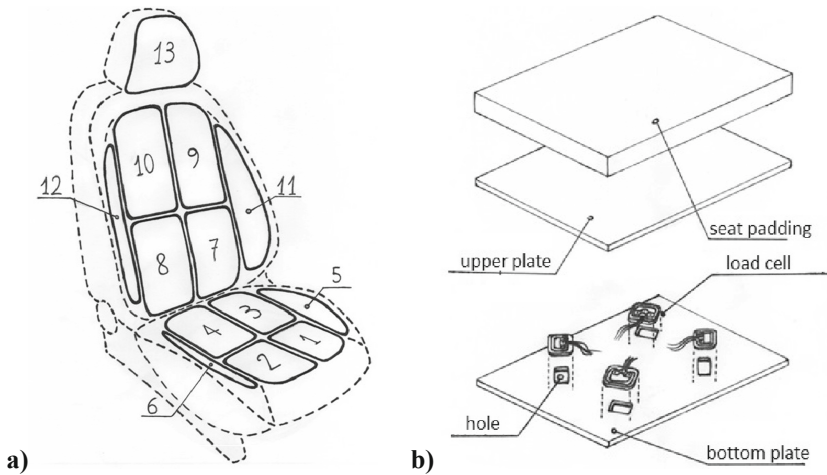 13
10
9
12
11
8
7
5
4
3
2
1
6
a)
seat padding
upper plate
load cell
hole
bottom plate
b)